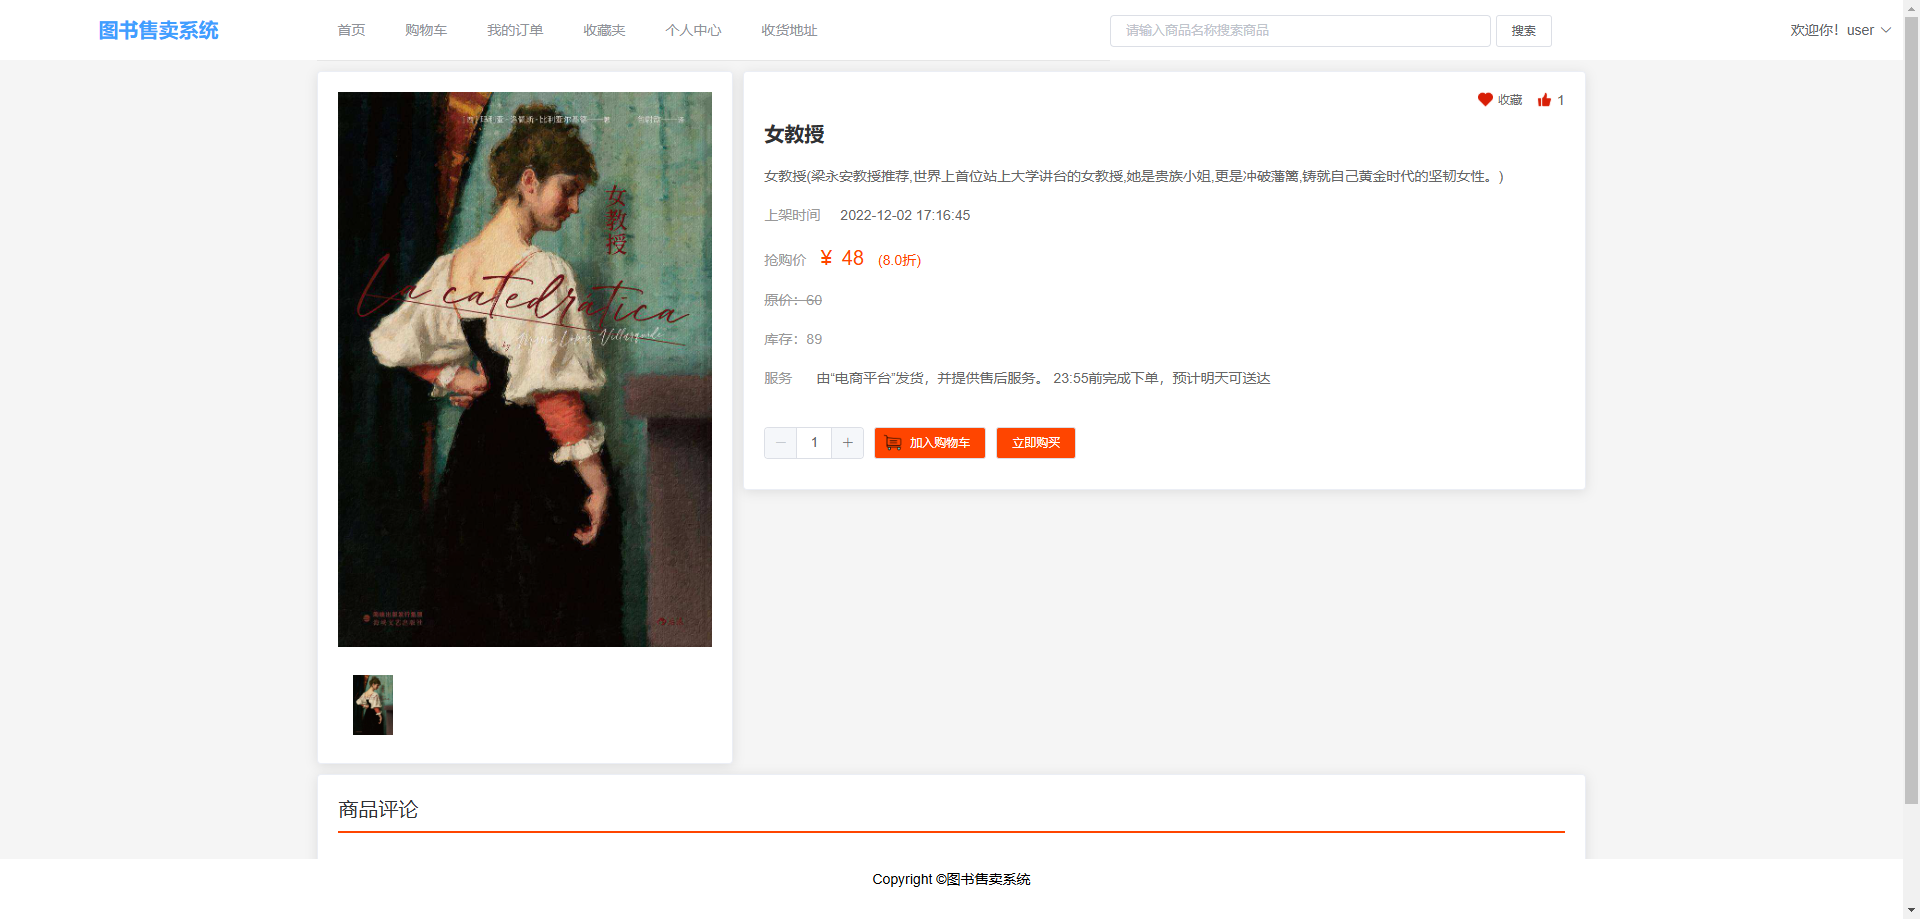 图书售卖系统
首页
购物车
我的订单
收藏夹
个人中心
收货地址
请输入商品名称搜索商品
搜索
欢迎你！user
女教授
La catedrática
收藏
1
女教授
女教授(梁永安教授推荐,世界上首位站上大学讲台的女教授,她是贵族小姐,更是冲破藩篱,铸就自己黄金时代的坚韧女性。)
上架时间 2022-12-02 17:16:45
抢购价 ¥ 48 (8.0折)
原价：60
库存：89
服务 由“电商平台”发货，并提供售后服务。 23:55前完成下单，预计明天可送达
1
加入购物车
立即购买
商品评论
Copyright ©图书售卖系统